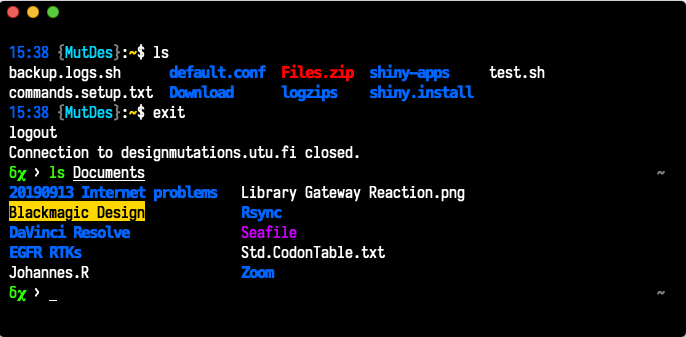 15:38 {MutDes}:~$ ls
backup.logs.sh default.conf Files.zip shiny-apps test.sh
commands.setup.txt Download logzips shiny.install
15:38 {MutDes}:~$ exit
logout
Connection to designmutations.utu.fi closed.
δχ › ls Documents ~
20190913 Internet problems Library Gateway Reaction.png
Blackmagic Design Rsync
DaVinci Resolve Seafile
EGFR RTKs Std.CodonTable.txt
Johannes.R Zoom
δχ › _ ~